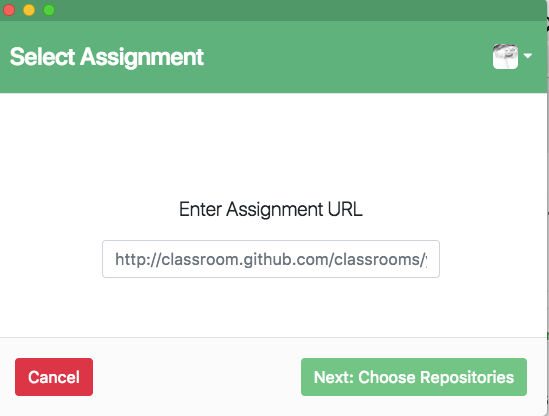 Select Assignment
Enter Assignment URL
http://classroom.github.com/classrooms/
Cancel
Next: Choose Repositories